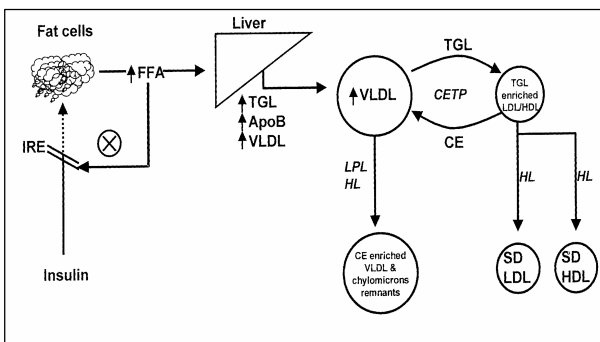 Fat cells
FFA
IRE
Insulin
Liver
TGL
ApoB
VLDL
VLDL
TGL
CETP
CE
TGL
enriched
LDL/HDL
LPL
HL
HL
HL
CE enriched
VLDL &
chylomicrons
remnants
SD
LDL
SD
HDL